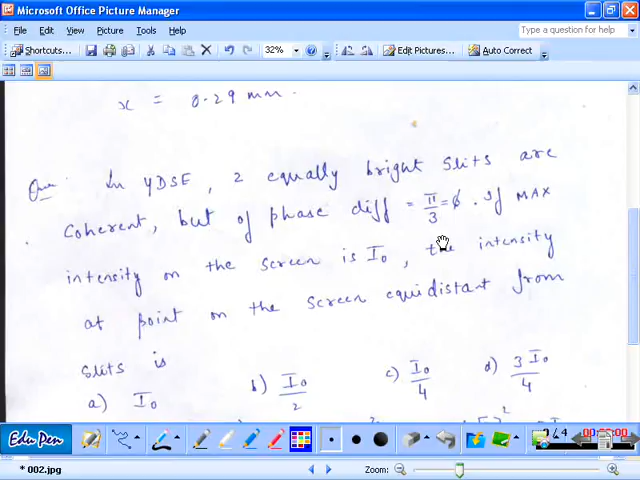 Microsoft Office Picture Manager
File Edit View Picture Tools Help
Type a question for help
Shortcuts... 32% Edit Pictures... Auto Correct
x = 0.29 mm.
Que In YDSE, 2 equally bright slits are
coherent, but of phase diff = π/3 = ϕ. If MAX
intensity on the screen is I₀, the intensity
at point on the screen equidistant from
slits is
a) I₀ b) I₀/2 c) I₀/4 d) 3I₀/4
Edu Pen
*002.jpg Zoom: